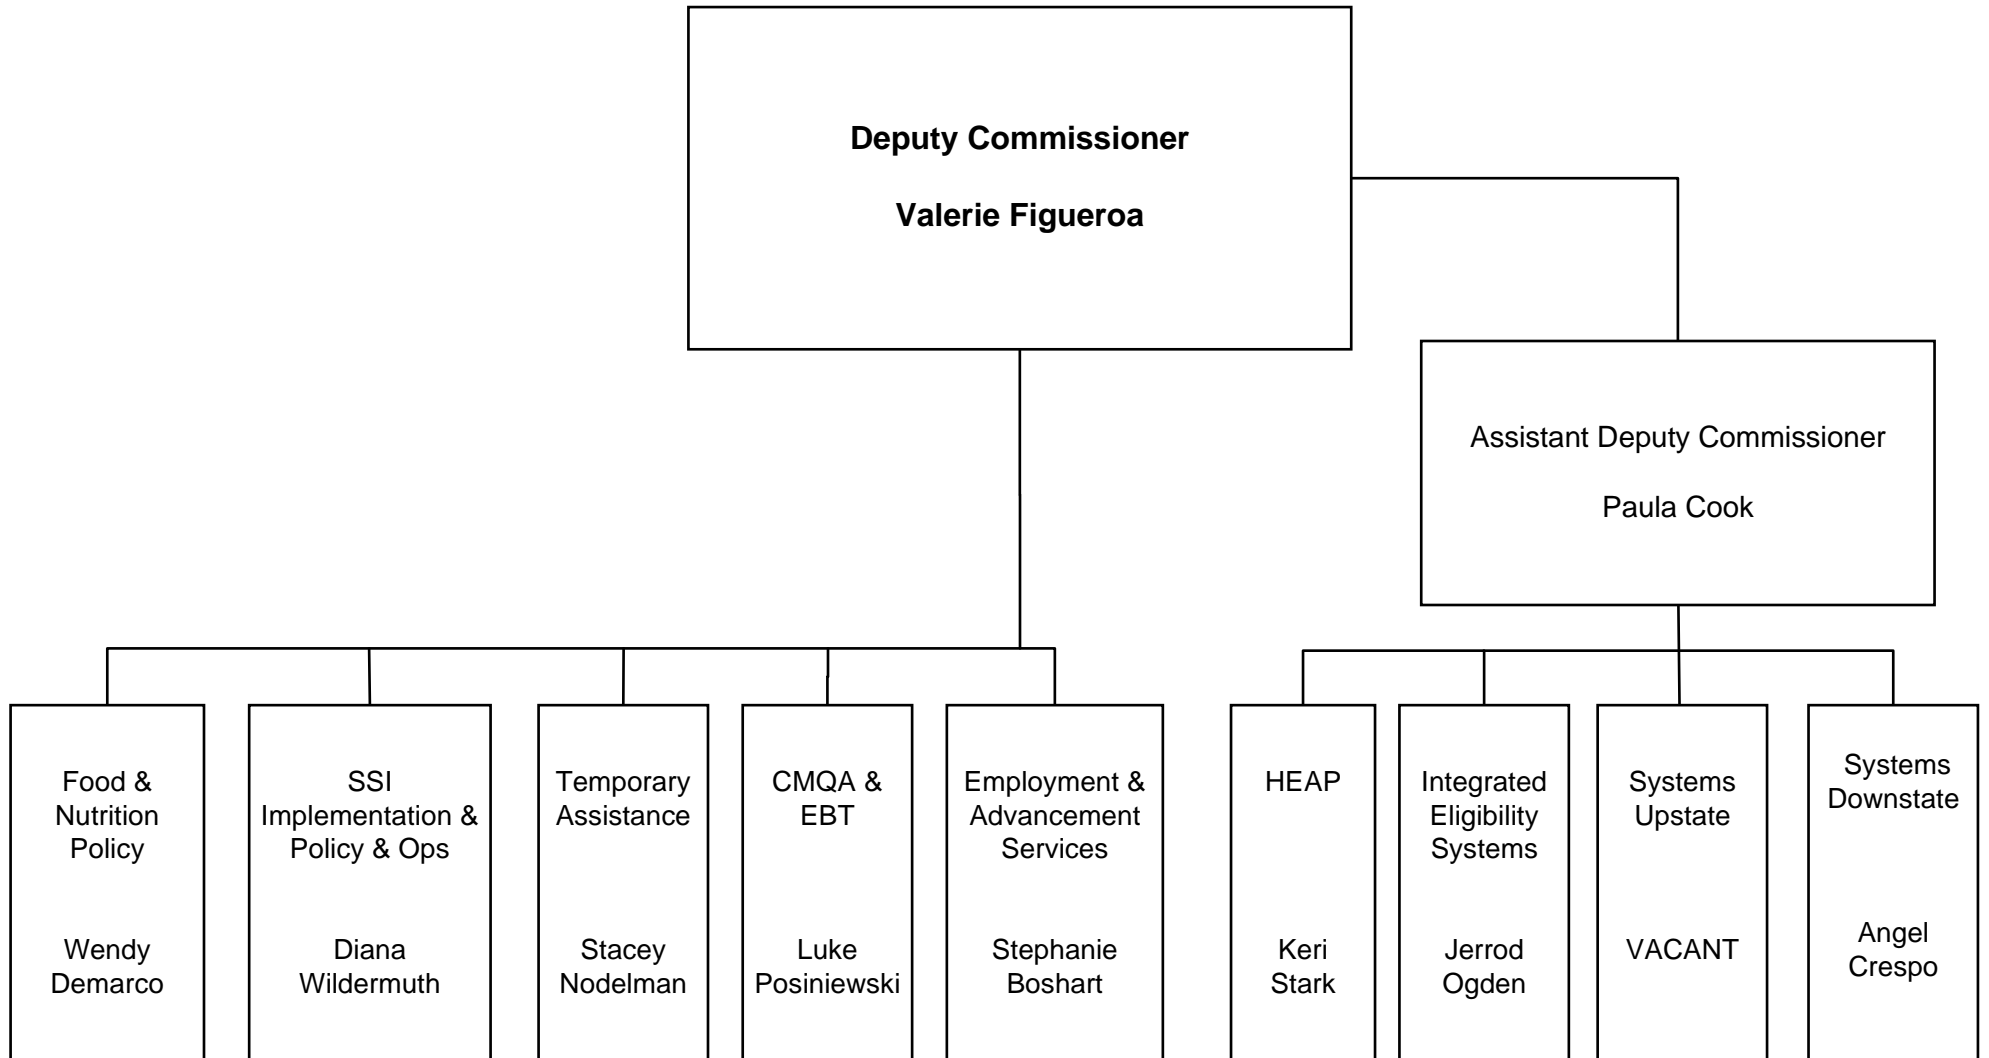 Deputy Commissioner
Valerie Figueroa
Assistant Deputy Commissioner
Paula Cook
Food &
Nutrition
Policy
Wendy
Demarco
SSI
Implementation &
Policy & Ops
Diana
Wildermuth
Temporary
Assistance
Stacey
Nodelman
CMQA &
EBT
Luke
Posiniewski
Employment &
Advancement
Services
Stephanie
Boshart
HEAP
Keri
Stark
Integrated
Eligibility
Systems
Jerrod
Ogden
Systems
Upstate
VACANT
Systems
Downstate
Angel
Crespo